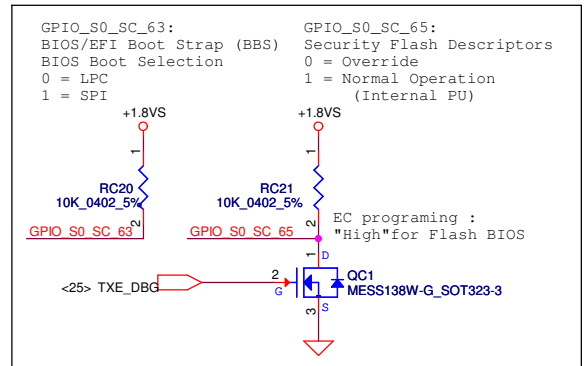 GPIO_S0_SC_63:
BIOS/EFI Boot Strap (BBS)
BIOS Boot Selection
0 = LPC
1 = SPI
GPIO_S0_SC_65:
Security Flash Descriptors
0 = Override
1 = Normal Operation
(Internal PU)
+1.8VS
1
RC20
10K_0402_5%
2
GPIO_S0_SC_63
+1.8VS
1
RC21
10K_0402_5%
2
GPIO_S0_SC_65
EC programing :
"High"for Flash BIOS
1
D
2
G
QC1
MESS138W-G_SOT323-3
S
3
<25> TXE_DBG